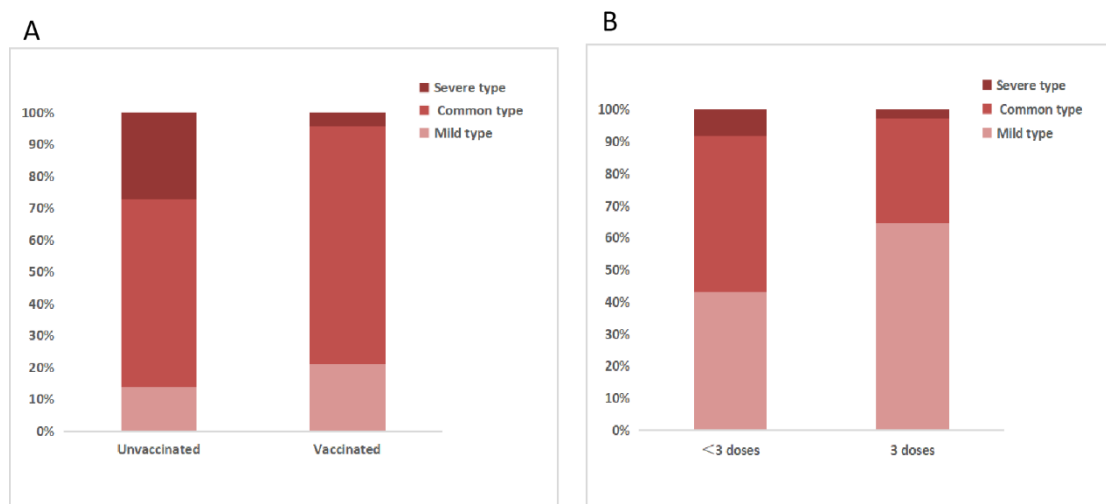 A
Severe type
Common type
Mild type
100%
90%
80%
70%
60%
50%
40%
30%
20%
10%
0%
Unvaccinated Vaccinated
B
Severe type
Common type
Mild type
100%
90%
80%
70%
60%
50%
40%
30%
20%
10%
0%
<3 doses 3 doses